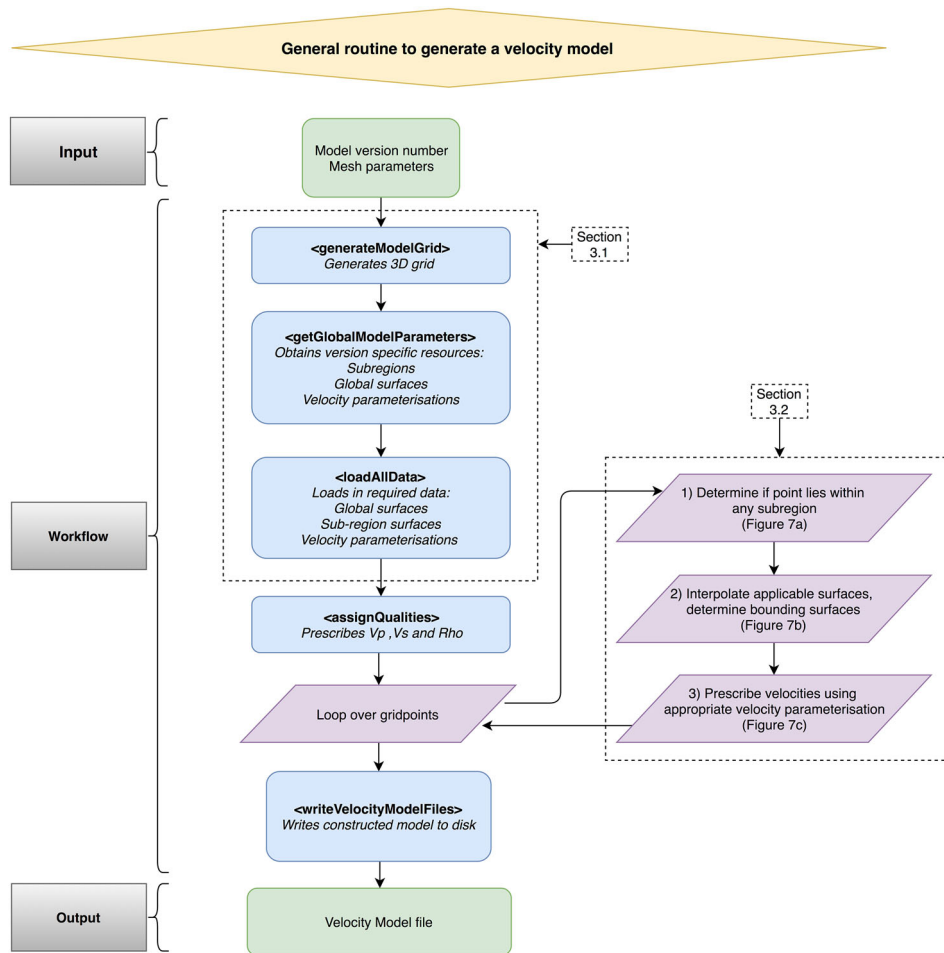 General routine to generate a velocity model
Input
Model version number
Mesh parameters
<generateModelGrid>
Generates 3D grid
Section
3.1
<getGlobalModelParameters>
Obtains version specific resources:
Subregions
Global surfaces
Velocity parameterisations
Section
3.2
Workflow
<loadAllData>
Loads in required data:
Global surfaces
Sub-region surfaces
Velocity parameterisations
<assignQualities>
Prescribes Vp ,Vs and Rho
Loop over gridpoints
1) Determine if point lies within
any subregion
(Figure 7a)
2) Interpolate applicable surfaces,
determine bounding surfaces
(Figure 7b)
3) Prescribe velocities using
appropriate velocity parameterisation
(Figure 7c)
<writeVelocityModelFiles>
Writes constructed model to disk
Output
Velocity Model file